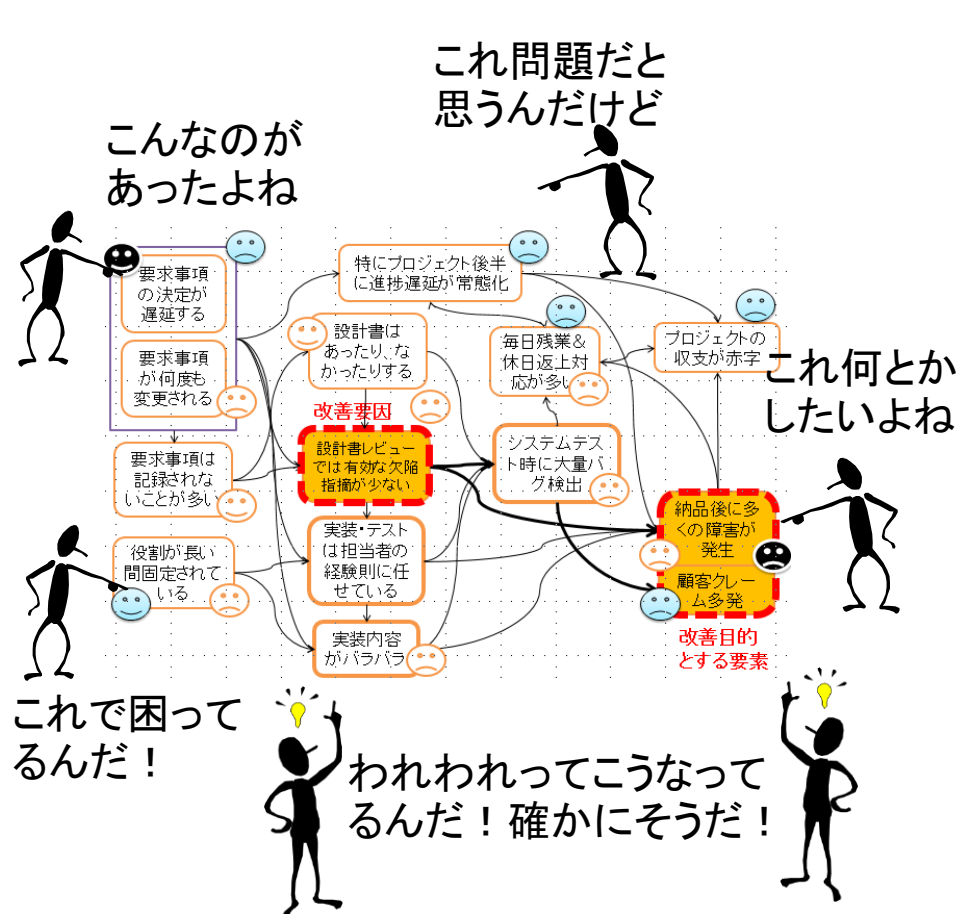 これ問題だと
思うんだけど
こんなのが
あったよね
要求事項
の決定が
遅延する
要求事項
が何度も
変更される
特にプロジェクト後半
に進捗遅延が常態化
設計書は
あったり、な
かったりする
毎日残業＆
休日返上対
応が多い
プロジェクトの
収支が赤字
これ何とか
したいよね
改善要因
要求事項は
記録されな
いことが多い
設計書レビュー
では有効な欠陥
指摘が少ない
システムテス
ト時に大量バ
グ検出
納品後に多
くの障害が
発生
顧客クレー
ム多発
改善目的
とする要素
役割が長い
間固定されて
いる
実装・テスト
は担当者の
経験則に任
せている
実装内容
がバラバラ
これで困って
るんだ！
われわれってこうなって
るんだ！確かにそうだ！